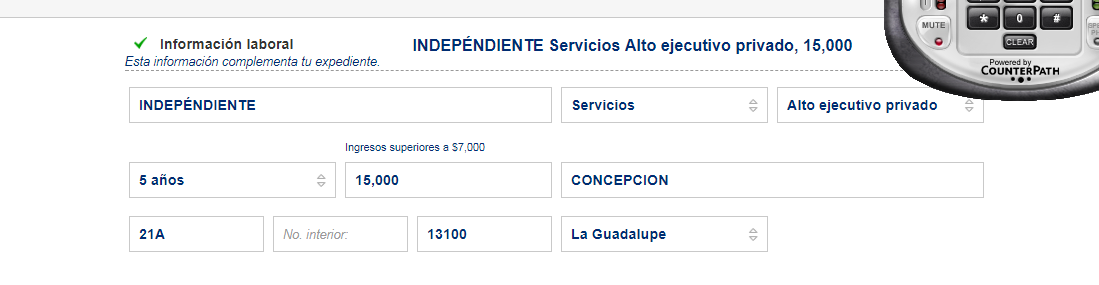 Información laboral
INDEPÉNDIENTE Servicios Alto ejecutivo privado, 15,000
Esta información complementa tu expediente.
INDEPÉNDIENTE
Servicios
Alto ejecutivo privado
Ingresos superiores a $7,000
5 años
15,000
CONCEPCION
21A
No. interior:
13100
La Guadalupe
* 0 #
MUTE
CLEAR
Powered by
COUNTERPATH